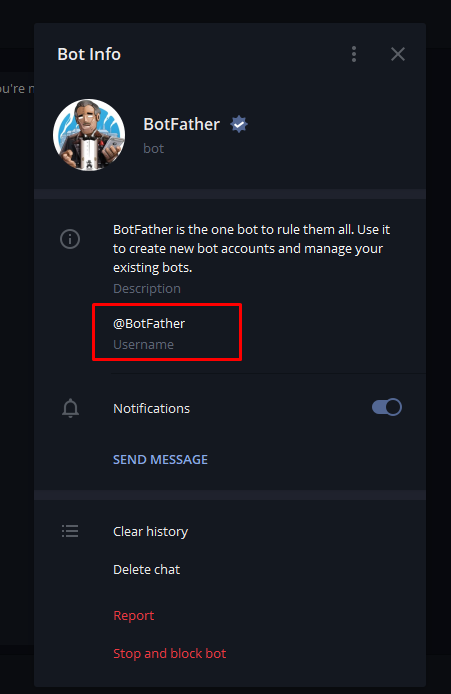 Bot Info
BotFather
bot
BotFather is the one bot to rule them all. Use it
to create new bot accounts and manage your
existing bots.
Description
@BotFather
Username
Notifications
SEND MESSAGE
Clear history
Delete chat
Report
Stop and block bot